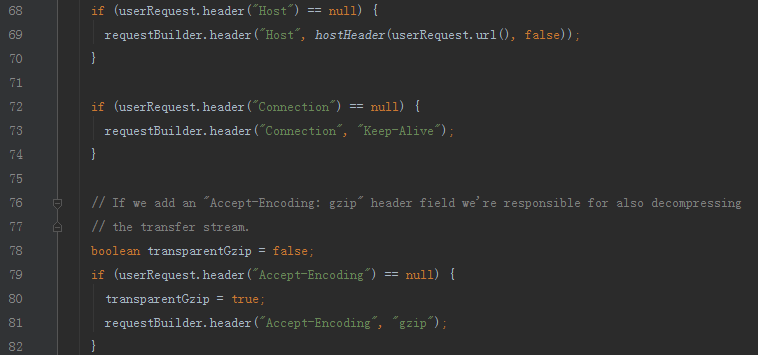 68 if (userRequest.header("Host") == null) {
69 requestBuilder.header("Host", hostHeader(userRequest.url(), false));
70 }
71
72 if (userRequest.header("Connection") == null) {
73 requestBuilder.header("Connection", "Keep-Alive");
74 }
75
76 // If we add an "Accept-Encoding: gzip" header field we're responsible for also decompressing
77 // the transfer stream.
78 boolean transparentGzip = false;
79 if (userRequest.header("Accept-Encoding") == null) {
80 transparentGzip = true;
81 requestBuilder.header("Accept-Encoding", "gzip");
82 }